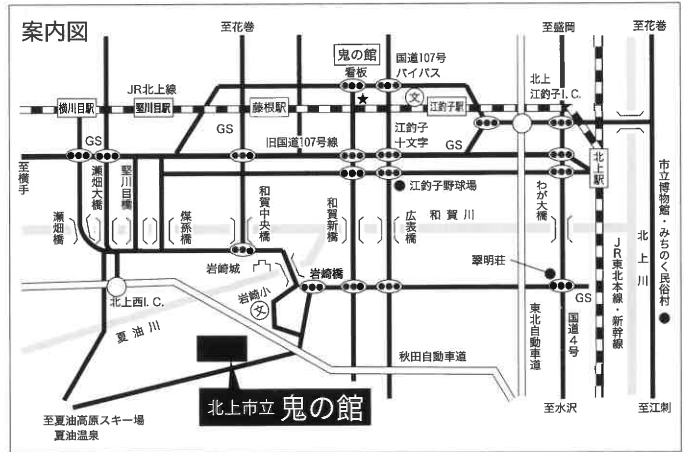 案内図
至花巻
鬼の館
看板
国道107号
バイパス
至盛岡
至花巻
JR北上線
横川目駅
竪川目駅
藤根駅
文
江釣子駅
北上
江釣子I.C.
GS
GS
旧国道107号線
江釣子
十文字
GS
北上駅
至横手
瀬畑橋
瀬畑大橋
竪川目橋
煤孫橋
和賀中央橋
和賀新橋
江釣子野球場
広表橋
和賀川
わが大橋
市立博物館・みちのく民俗村
北上川
JR東北本線・新幹線
岩崎城
岩崎橋
翠明荘
北上西I.C.
岩崎小
文
GS
夏油川
秋田自動車道
東北自動車道
国道4号
北上市立 鬼の館
至夏油高原スキー場
夏油温泉
至水沢
至江刺